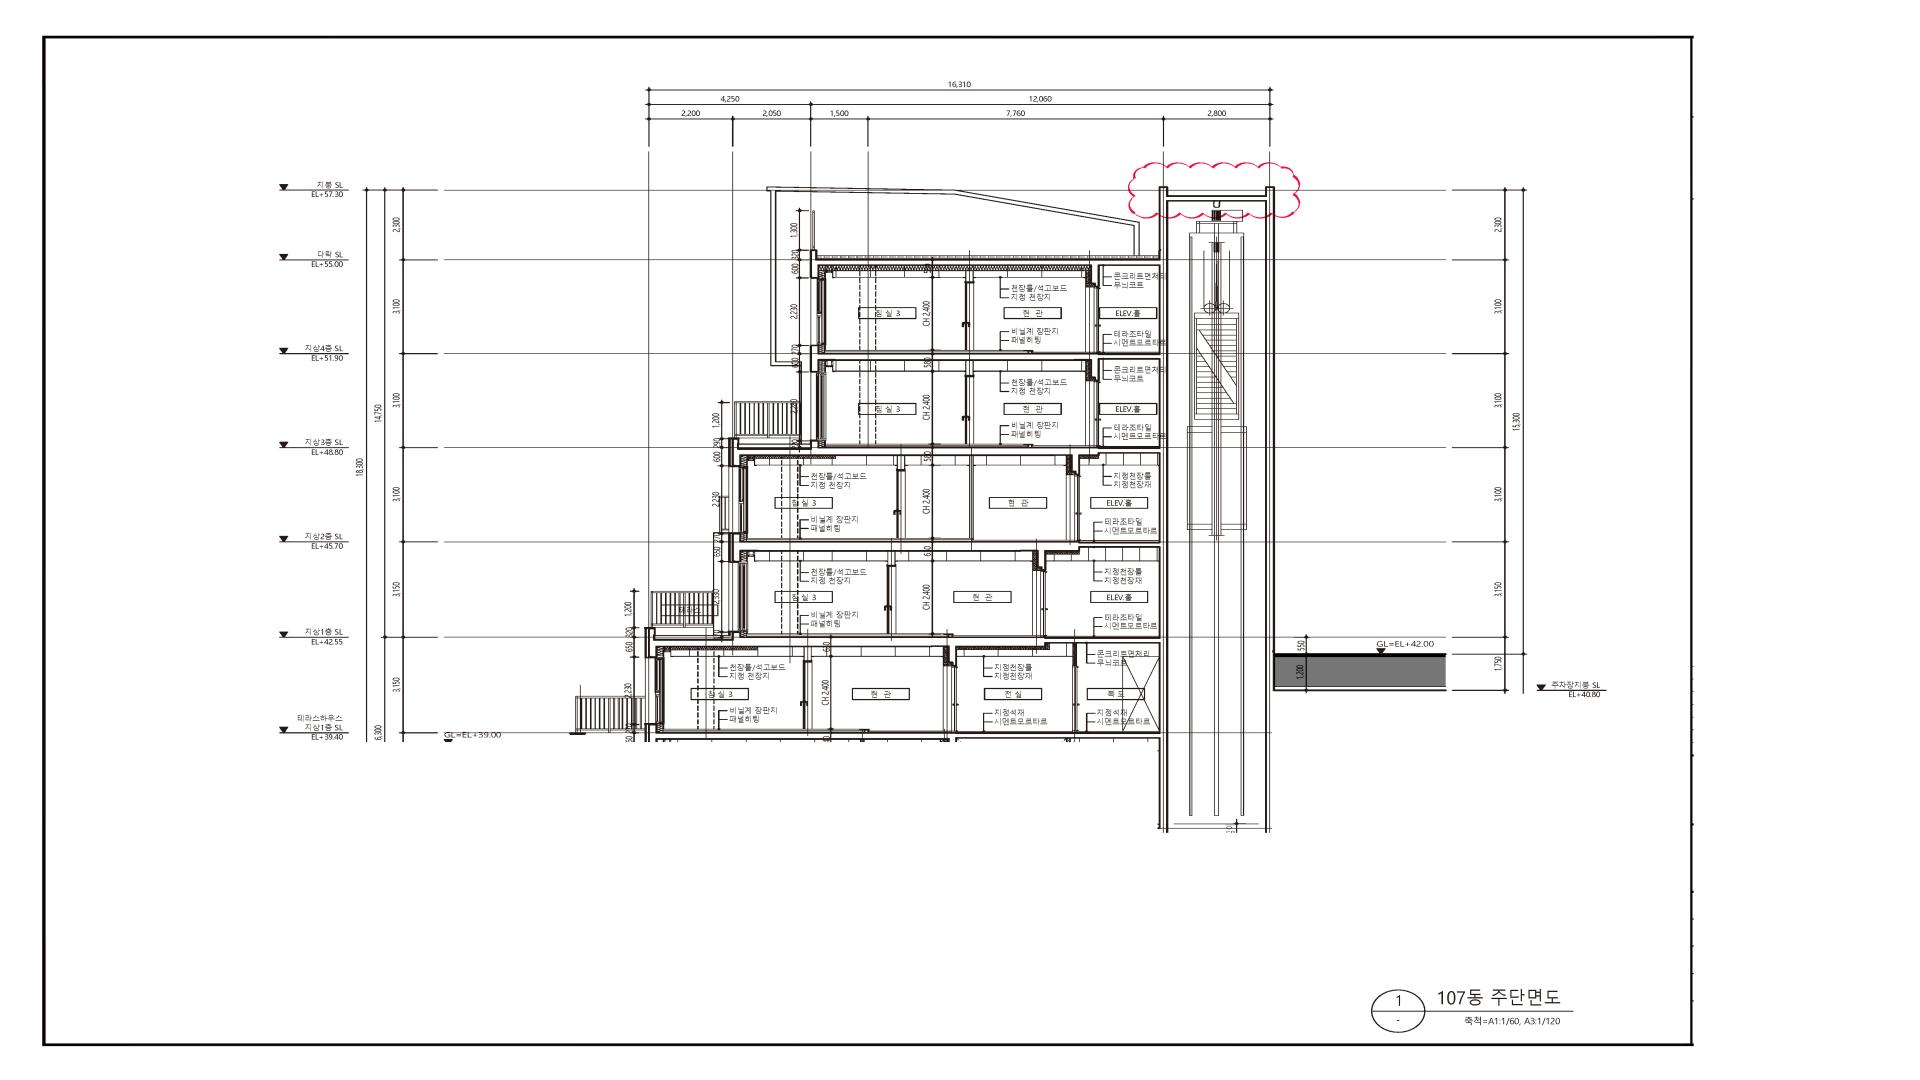 16,310
4,250
12,060
2,200
2,050
1,500
7,760
2,800
지붕 SL
EL+57.30
2,300
1,300
2,300
다락 SL
EL+55.00
600
콘크리트면처리
무늬코트
천장틀/석고보드
지정 천장지
3,100
2,230
침실 3
CH 2,400
현 관
ELEV.홀
3,100
비닐계 장판지
패널히팅
테라조타일
시멘트모르타르
지상4층 SL
EL+51.90
콘크리트면처리
무늬코트
천장틀/석고보드
지정 천장지
3,100
침실 3
CH 2,400
현 관
ELEV.홀
3,100
14,750
1,200
15,300
비닐계 장판지
패널히팅
테라조타일
시멘트모르타르
지상3층 SL
EL+48.80
18,300
600
580
천장틀/석고보드
지정 천장지
지정천장틀
지정천장재
3,100
2,230
침실 3
CH 2,400
현 관
ELEV.홀
3,100
비닐계 장판지
패널히팅
테라조타일
시멘트모르타르
지상2층 SL
EL+45.70
650
천장틀/석고보드
지정 천장지
지정천장틀
지정천장재
3,150
침실 3
CH 2,400
현 관
ELEV.홀
3,150
1,200
테라스
비닐계 장판지
패널히팅
테라조타일
시멘트모르타르
지상1층 SL
EL+42.55
650
550
GL=EL+42.00
콘크리트면처리
무늬코트
천장틀/석고보드
지정 천장지
지정천장틀
지정천장재
1,200
1,750
3,150
2,230
침실 3
CH 2,400
현 관
전 실
복 도
주차장지붕 SL
EL+40.80
비닐계 장판지
패널히팅
지정석재
시멘트모르타르
지정석재
시멘트모르타르
테라스하우스
지상1층 SL
EL+39.40
6,300
GL=EL+39.00
1
-
107동 주단면도
축척=A1:1/60, A3:1/120